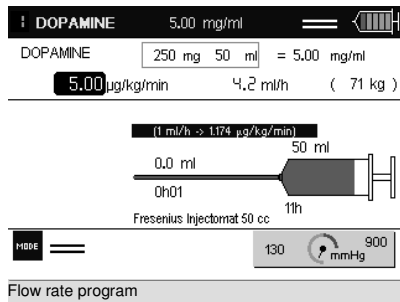 DOPAMINE 5.00 mg/ml
DOPAMINE 250 mg 50 ml = 5.00 mg/ml
5.00 µg/kg/min 4.2 ml/h ( 71 kg )
(1 ml/h -> 1.174 µg/kg/min)
50 ml
0.0 ml
0h01
11h
Fresenius Injectomat 50 cc
MODE
130 900
mmHg
Flow rate program